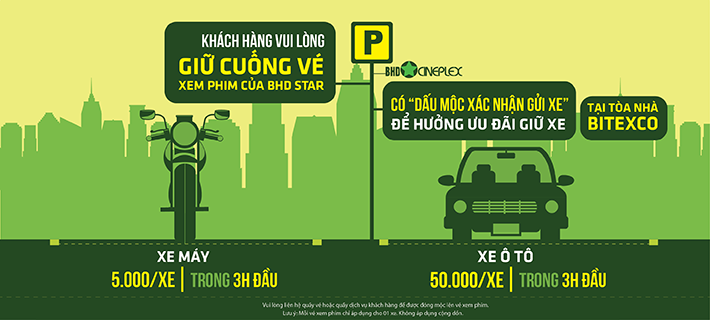 KHÁCH HÀNG VUI LÒNG
GIỮ CUỐNG VÉ
XEM PHIM CỦA BHD STAR
P
BHD CINEPLEX
CÓ “DẤU MỘC XÁC NHẬN GỬI XE”
ĐỂ HƯỞNG ƯU ĐÃI GIỮ XE
TẠI TÒA NHÀ
BITEXCO
XE MÁY
5.000/XE | TRONG 3H ĐẦU
XE Ô TÔ
50.000/XE | TRONG 3H ĐẦU
Vui lòng liên hệ quầy vé hoặc quầy dịch vụ khách hàng để được đóng mộc lên vé xem phim.
Lưu ý: Mỗi vé xem phim chỉ áp dụng cho 01 xe. Không áp dụng cộng dồn.